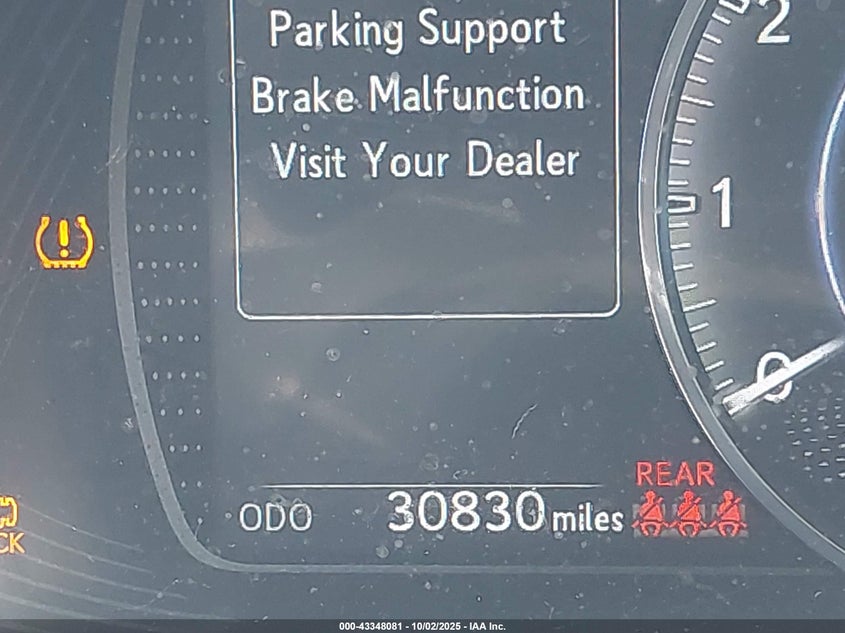 Parking Support
Brake Malfunction
Visit Your Dealer
2
1
0
REAR
ODO 30830 miles
CK
000-43348081 - 10/02/2025 - IAA Inc.